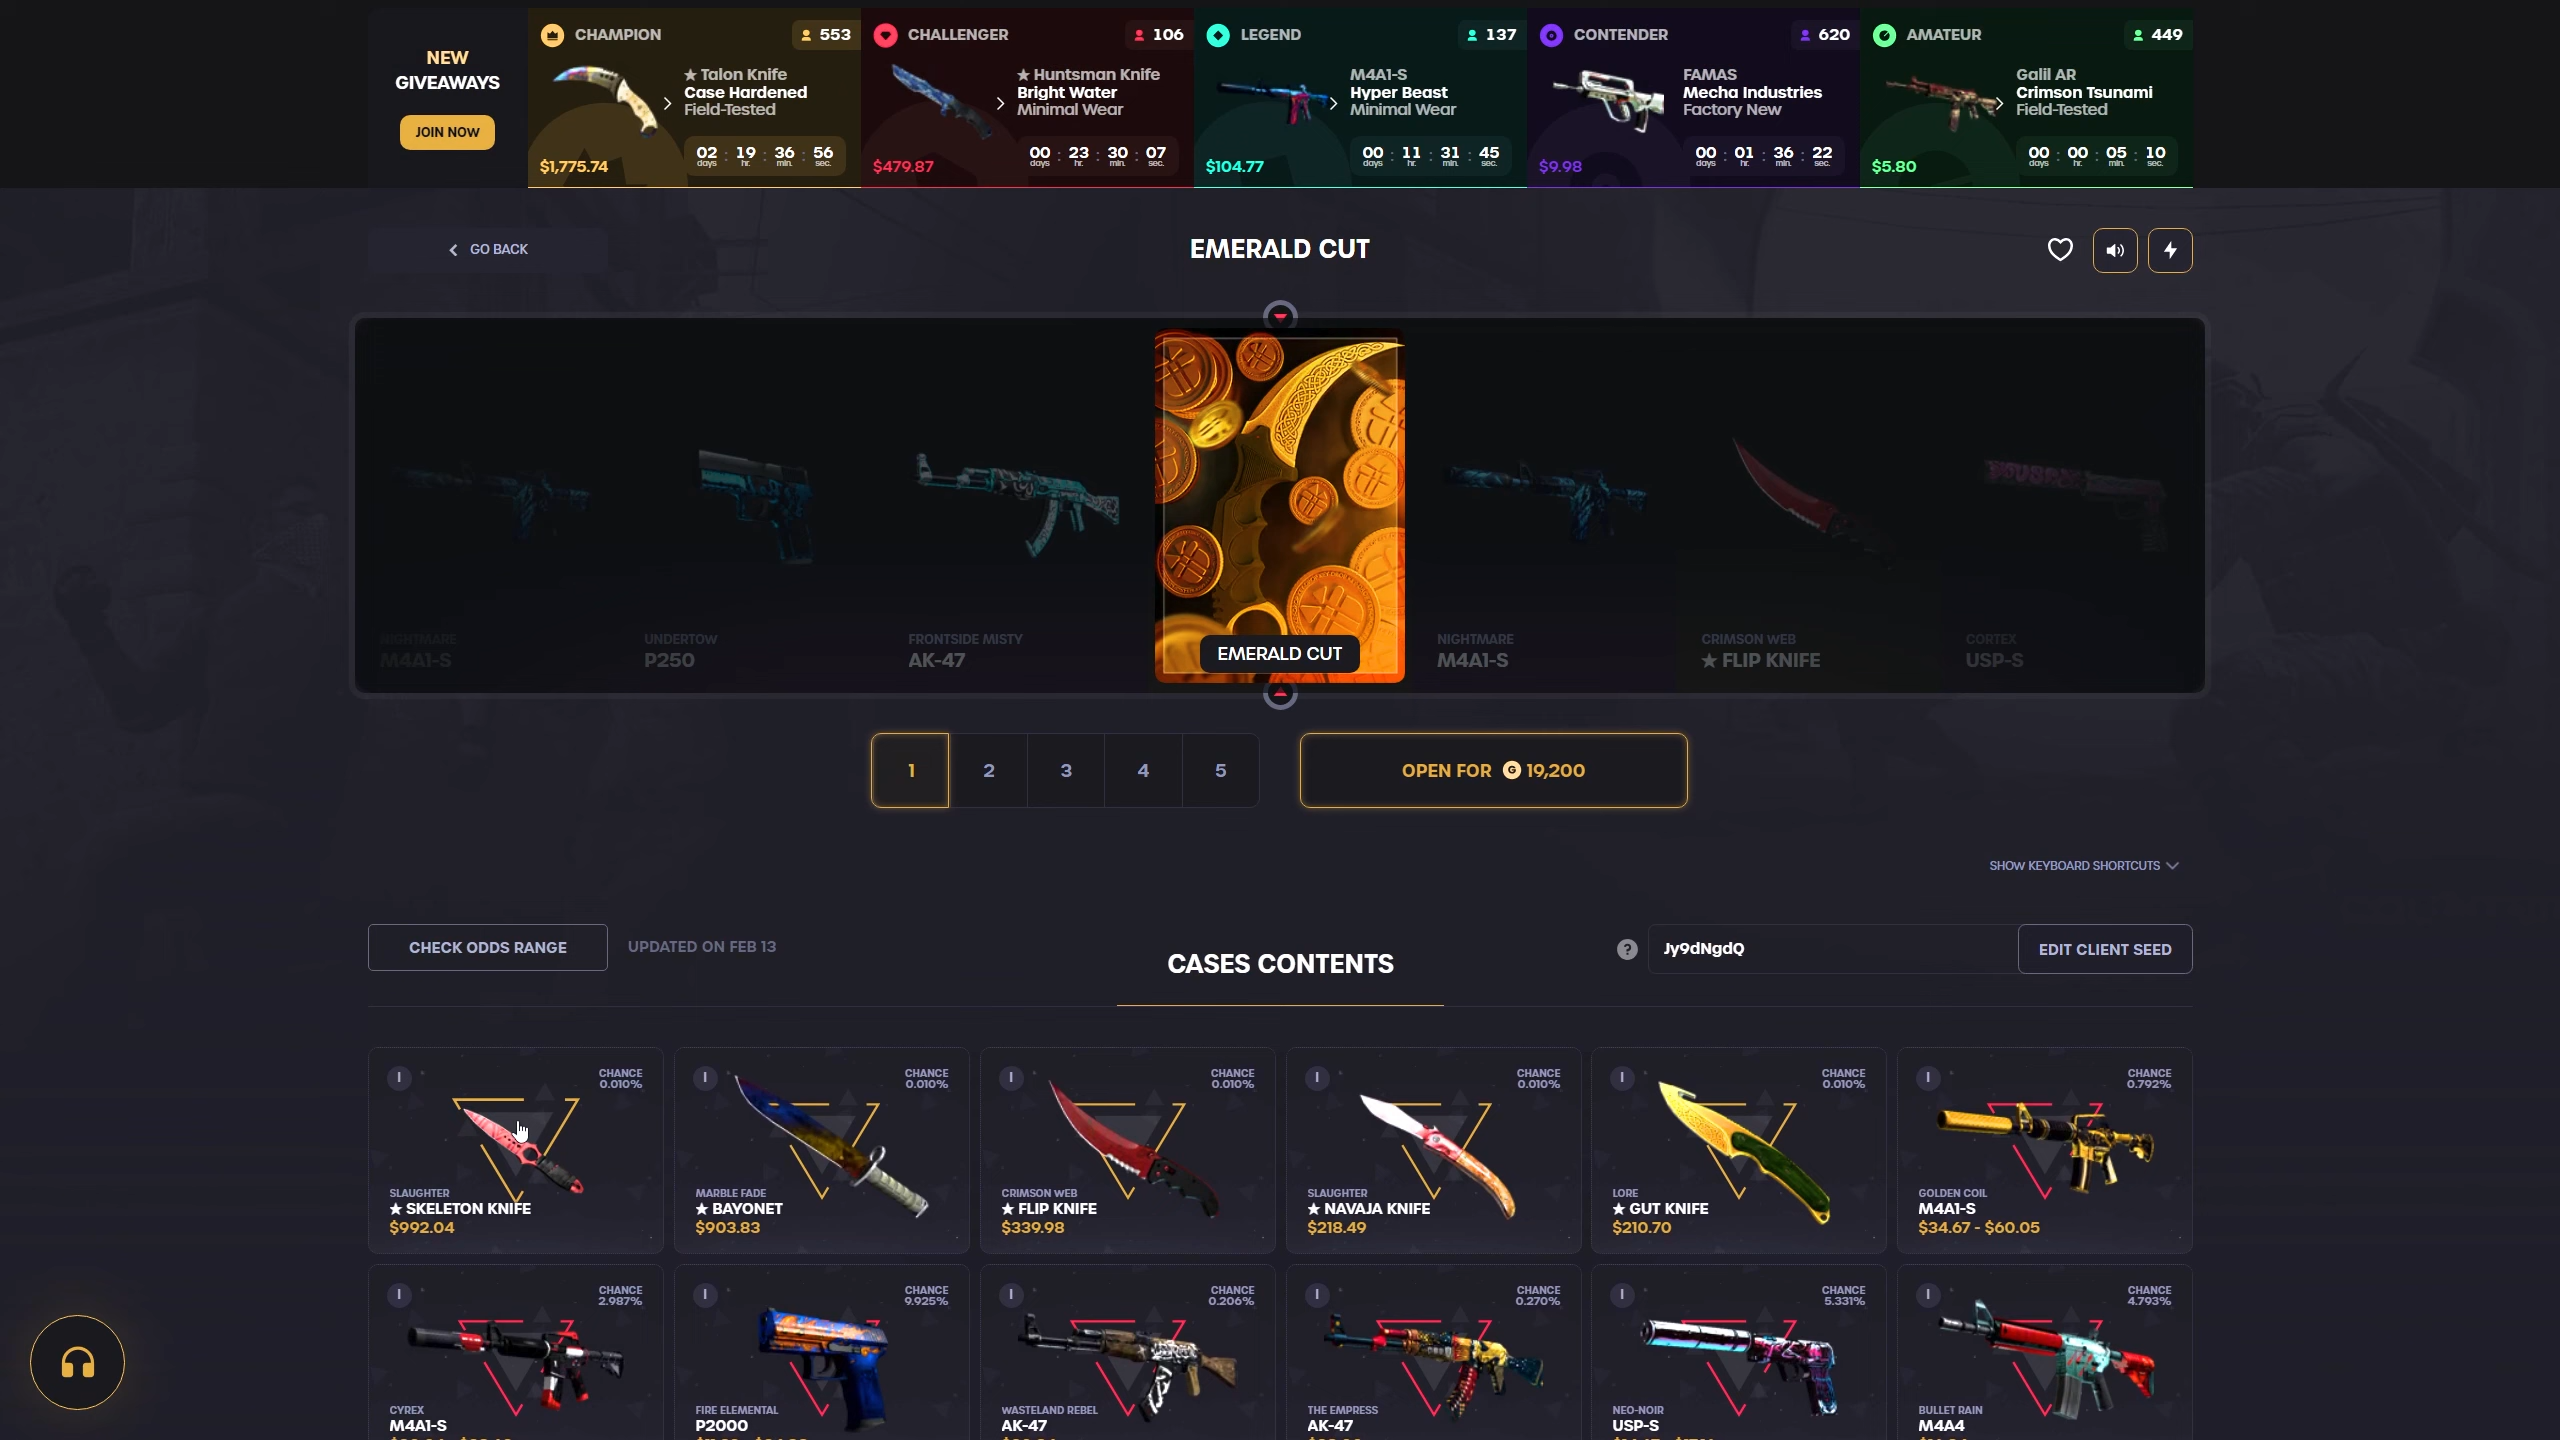 NEW
GIVEAWAYS
JOIN NOW
CHAMPION
553
★ Talon Knife
Case Hardened
Field-Tested
$1,775.74
02 : 19 : 36 : 56
days hr. min. sec.
CHALLENGER
106
★ Huntsman Knife
Bright Water
Minimal Wear
$479.87
00 : 23 : 30 : 07
days hr. min. sec.
LEGEND
137
M4A1-S
Hyper Beast
Minimal Wear
$104.77
00 : 11 : 31 : 45
days hr. min. sec.
CONTENDER
620
FAMAS
Mecha Industries
Factory New
$9.98
00 : 01 : 36 : 22
days hr. min. sec.
AMATEUR
449
Galil AR
Crimson Tsunami
Field-Tested
$5.80
00 : 00 : 05 : 10
days hr. min. sec.
GO BACK
EMERALD CUT
NIGHTMARE
M4A1-S
UNDERTOW
P250
FRONTSIDE MISTY
AK-47
EMERALD CUT
NIGHTMARE
M4A1-S
CRIMSON WEB
★ FLIP KNIFE
CORTEX
USP-S
1 2 3 4 5
OPEN FOR G 19,200
SHOW KEYBOARD SHORTCUTS
CHECK ODDS RANGE
UPDATED ON FEB 13
CASES CONTENTS
?
Jy9dNgdQ
EDIT CLIENT SEED
I
CHANCE
0.010%
SLAUGHTER
★ SKELETON KNIFE
$992.04
I
CHANCE
0.010%
MARBLE FADE
★ BAYONET
$903.83
I
CHANCE
0.010%
CRIMSON WEB
★ FLIP KNIFE
$339.98
I
CHANCE
0.010%
SLAUGHTER
★ NAVAJA KNIFE
$218.49
I
CHANCE
0.010%
LORE
★ GUT KNIFE
$210.70
I
CHANCE
0.792%
GOLDEN COIL
M4A1-S
$34.67 - $60.05
I
CHANCE
2.987%
CYREX
M4A1-S
I
CHANCE
9.925%
FIRE ELEMENTAL
P2000
I
CHANCE
0.206%
WASTELAND REBEL
AK-47
I
CHANCE
0.270%
THE EMPRESS
AK-47
I
CHANCE
5.331%
NEO-NOIR
USP-S
I
CHANCE
4.793%
BULLET RAIN
M4A4